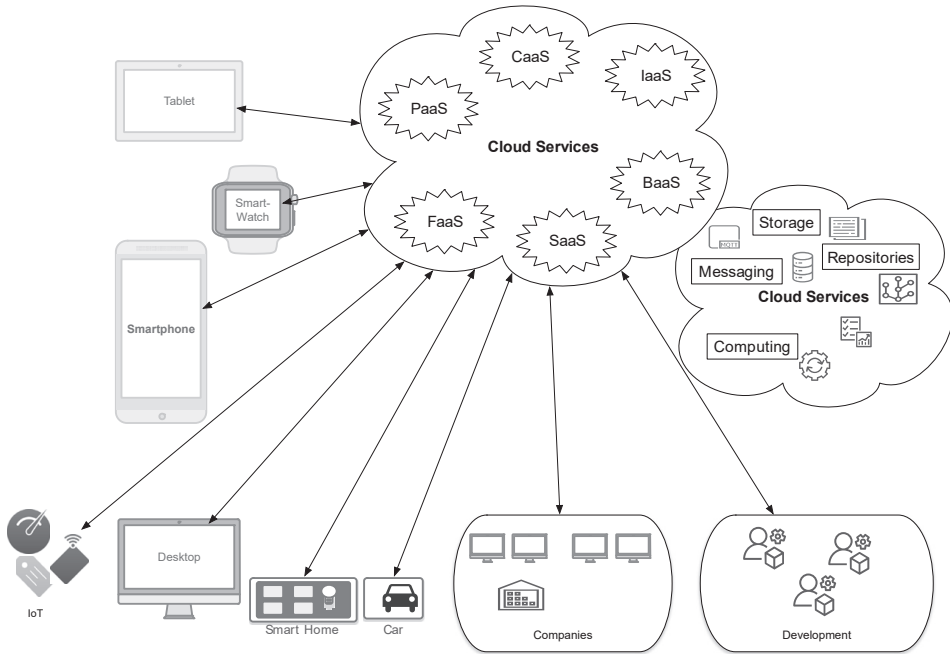 CaaS
IaaS
Tablet
PaaS
Cloud Services
BaaS
Smart-
Watch
FaaS
SaaS
Storage
MQTT
Repositories
Messaging
Cloud Services
Smartphone
Computing
Desktop
IoT
Smart Home
Car
Companies
Development